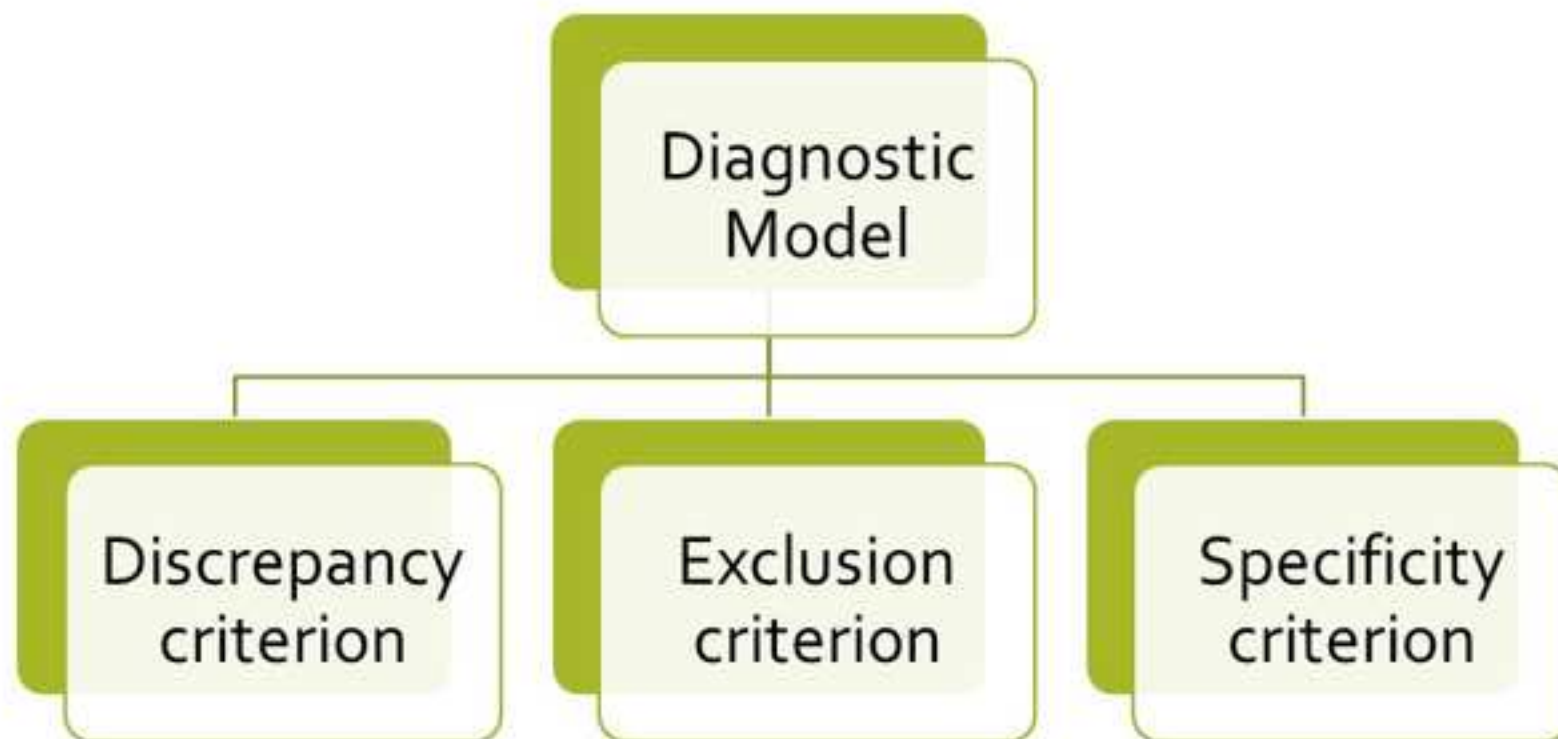 Diagnostic
Model
Discrepancy
criterion
Exclusion
criterion
Specificity
criterion